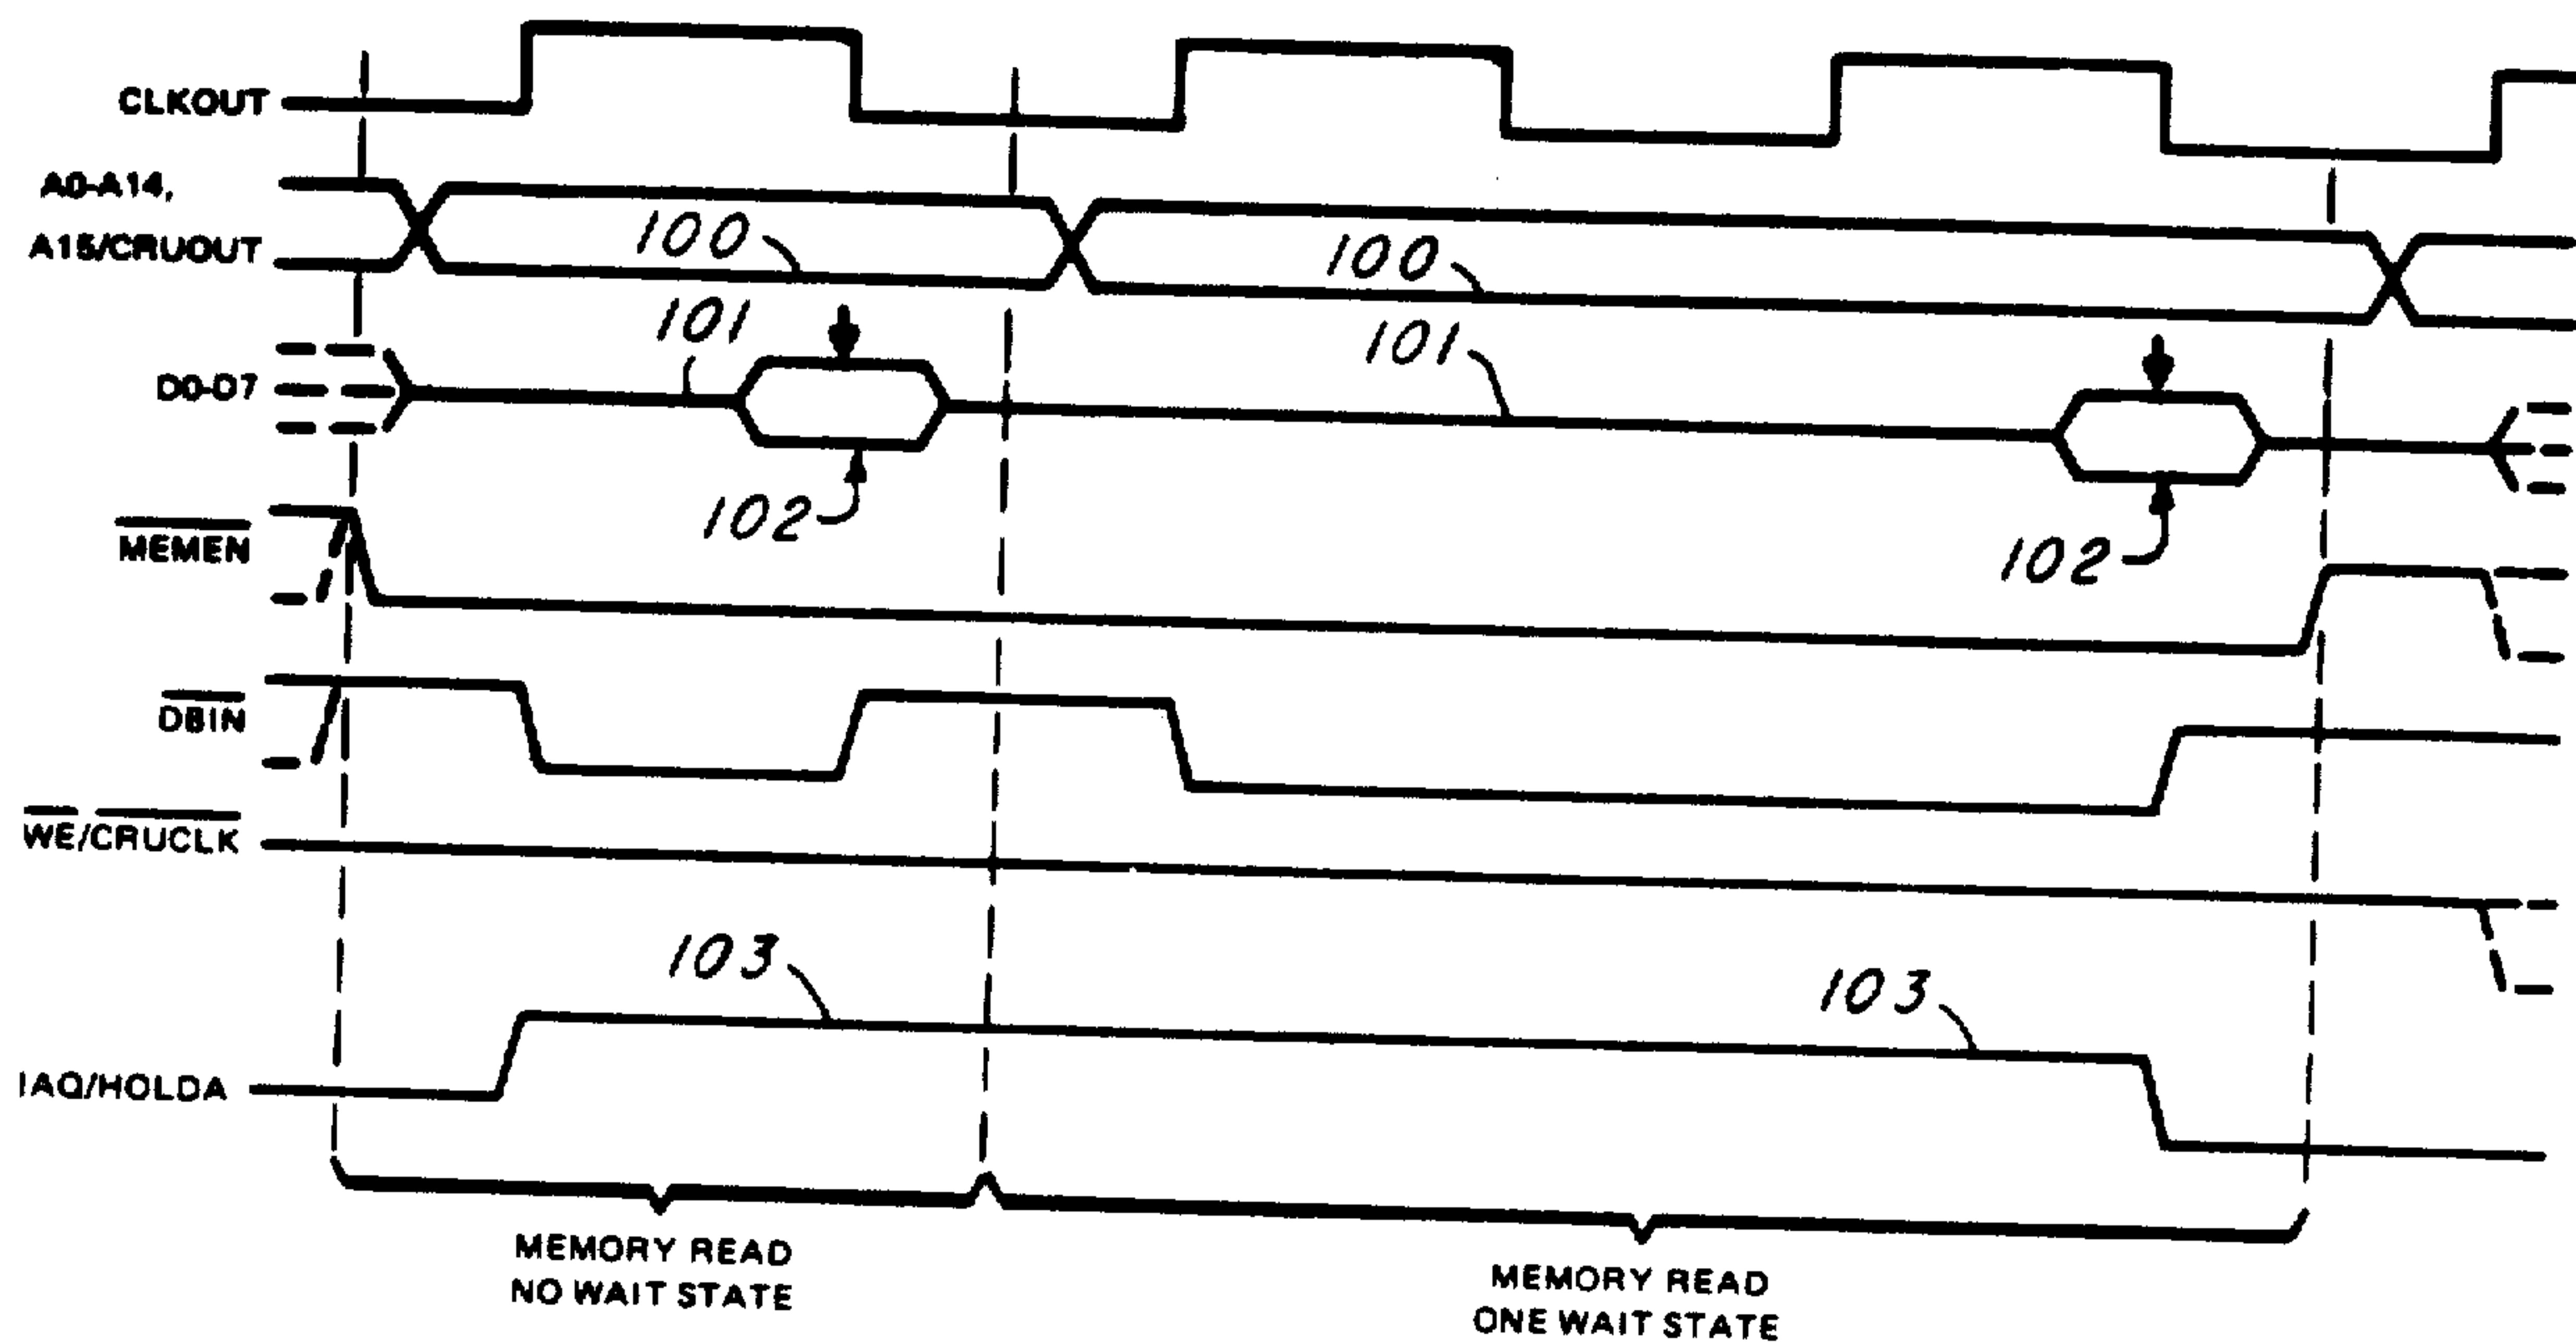 CLKOUT
A0-A14,
A15/CRUOUT
100
100
101
101
D0-D7
102
102
MEMEN
DBIN
WE/CRUCLK
103
103
IAQ/HOLDA
MEMORY READ
NO WAIT STATE
MEMORY READ
ONE WAIT STATE